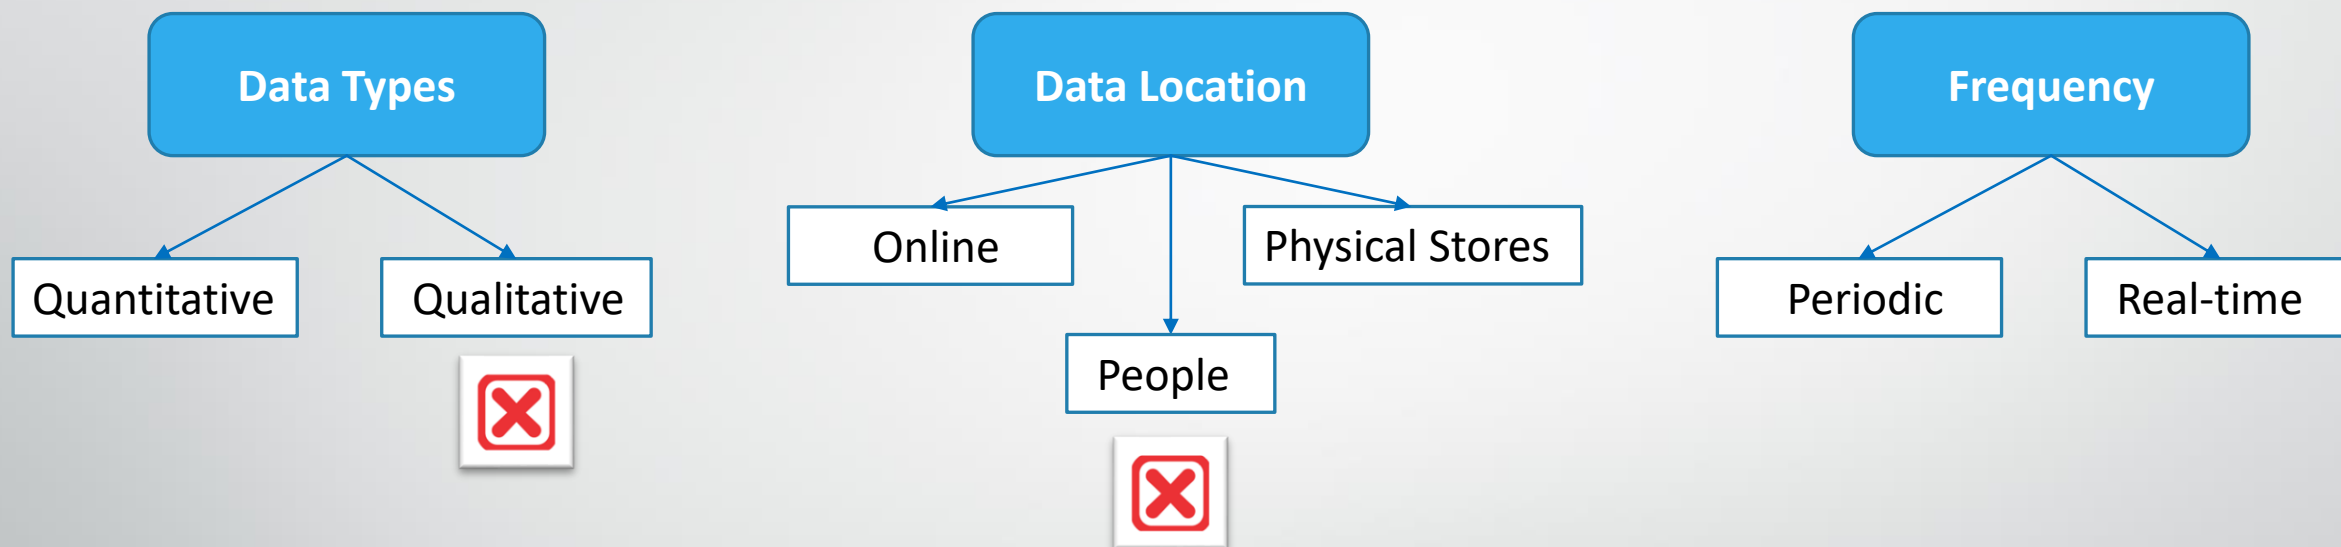 Data Types
Data Location
Frequency
Quantitative
Qualitative
Online
Physical Stores
People
Periodic
Real-time